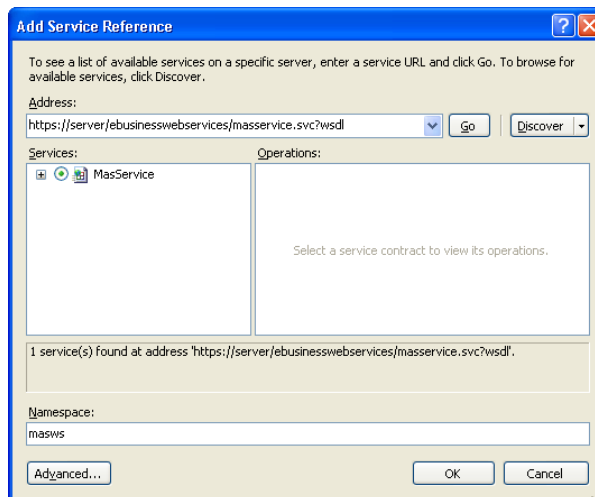 Add Service Reference
To see a list of available services on a specific server, enter a service URL and click Go. To browse for
available services, click Discover.
Address:
https://server/ebusinesswebservices/masservice.svc?wsdl
Go
Discover
Services:
Operations:
MasService
Select a service contract to view its operations.
1 service(s) found at address 'https://server/ebusinesswebservices/masservice.svc?wsdl'.
Namespace:
masws
Advanced...
OK
Cancel